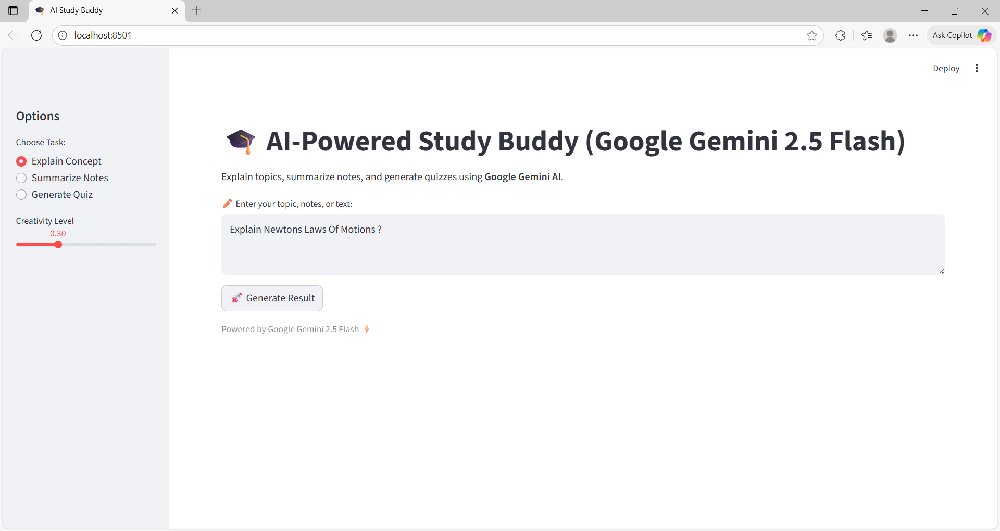 AI Study Buddy
localhost:8501
Ask Copilot
Deploy
Options
Choose Task:
Explain Concept
Summarize Notes
Generate Quiz
Creativity Level
0.30
AI-Powered Study Buddy (Google Gemini 2.5 Flash)
Explain topics, summarize notes, and generate quizzes using Google Gemini AI.
Enter your topic, notes, or text:
Explain Newtons Laws Of Motions ?
Generate Result
Powered by Google Gemini 2.5 Flash